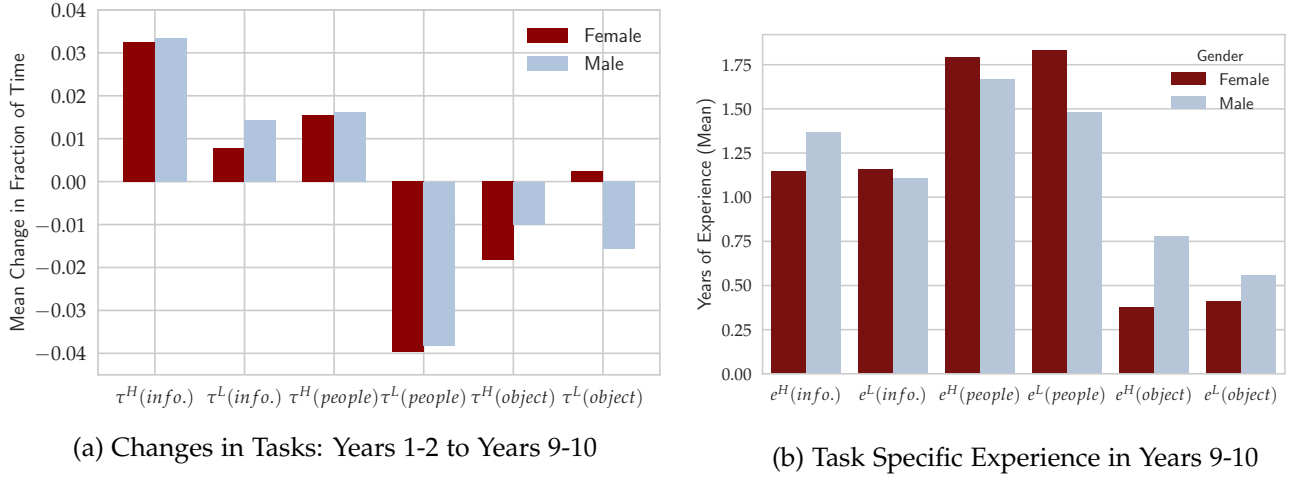 0.04
0.03
0.02
0.01
0.00
−0.01
−0.02
−0.03
−0.04
Mean Change in Fraction of Time
Female
Male
τ^H(info.) τ^L(info.) τ^H(people) τ^L(people) τ^H(object) τ^L(object)
(a) Changes in Tasks: Years 1-2 to Years 9-10
1.75
1.50
1.25
1.00
0.75
0.50
0.25
0.00
Years of Experience (Mean)
Gender
Female
Male
e^H(info.) e^L(info.) e^H(people) e^L(people) e^H(object) e^L(object)
(b) Task Specific Experience in Years 9-10